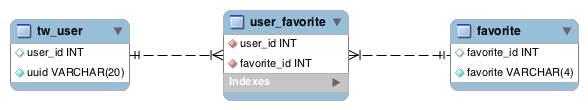 tw_user
user_id INT
uuid VARCHAR(20)
user_favorite
user_id INT
favorite_id INT
Indexes
favorite
favorite_id INT
favorite VARCHAR(4)